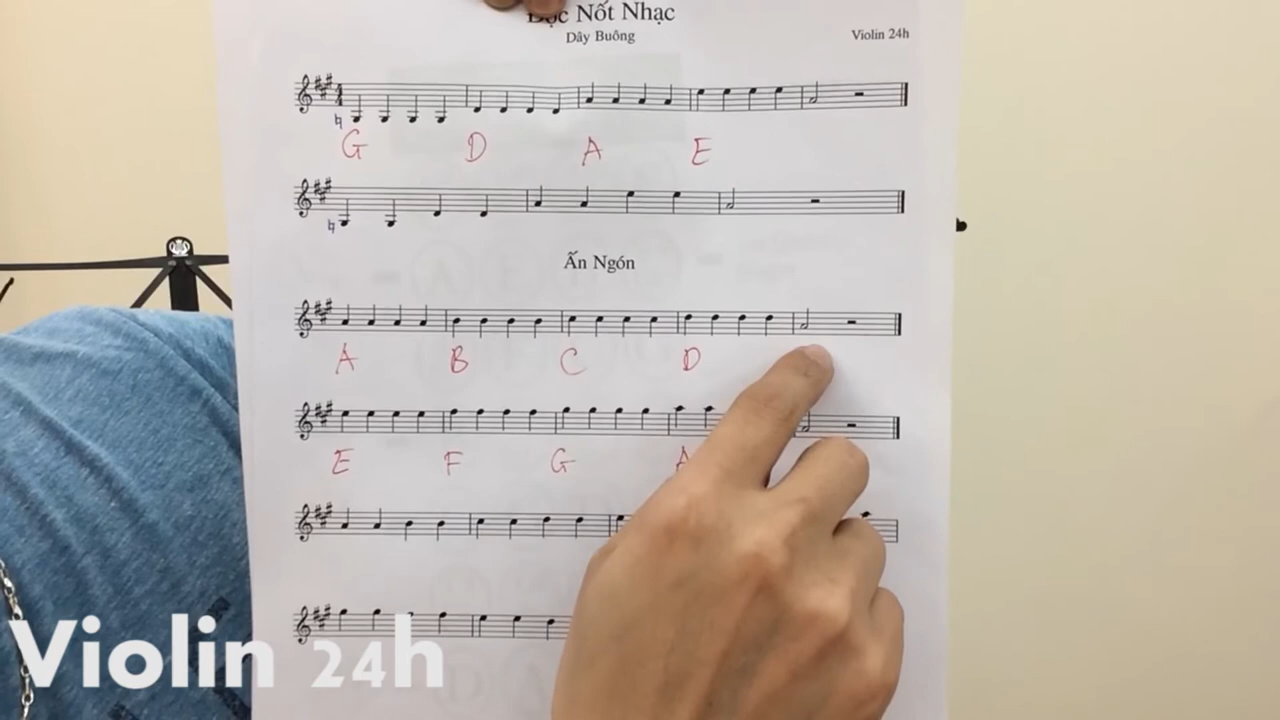 Đọc Nốt Nhạc
Dây Buông
Violin 24h
G D A E
Ấn Ngón
A B C D
E F G A
Violin 24h